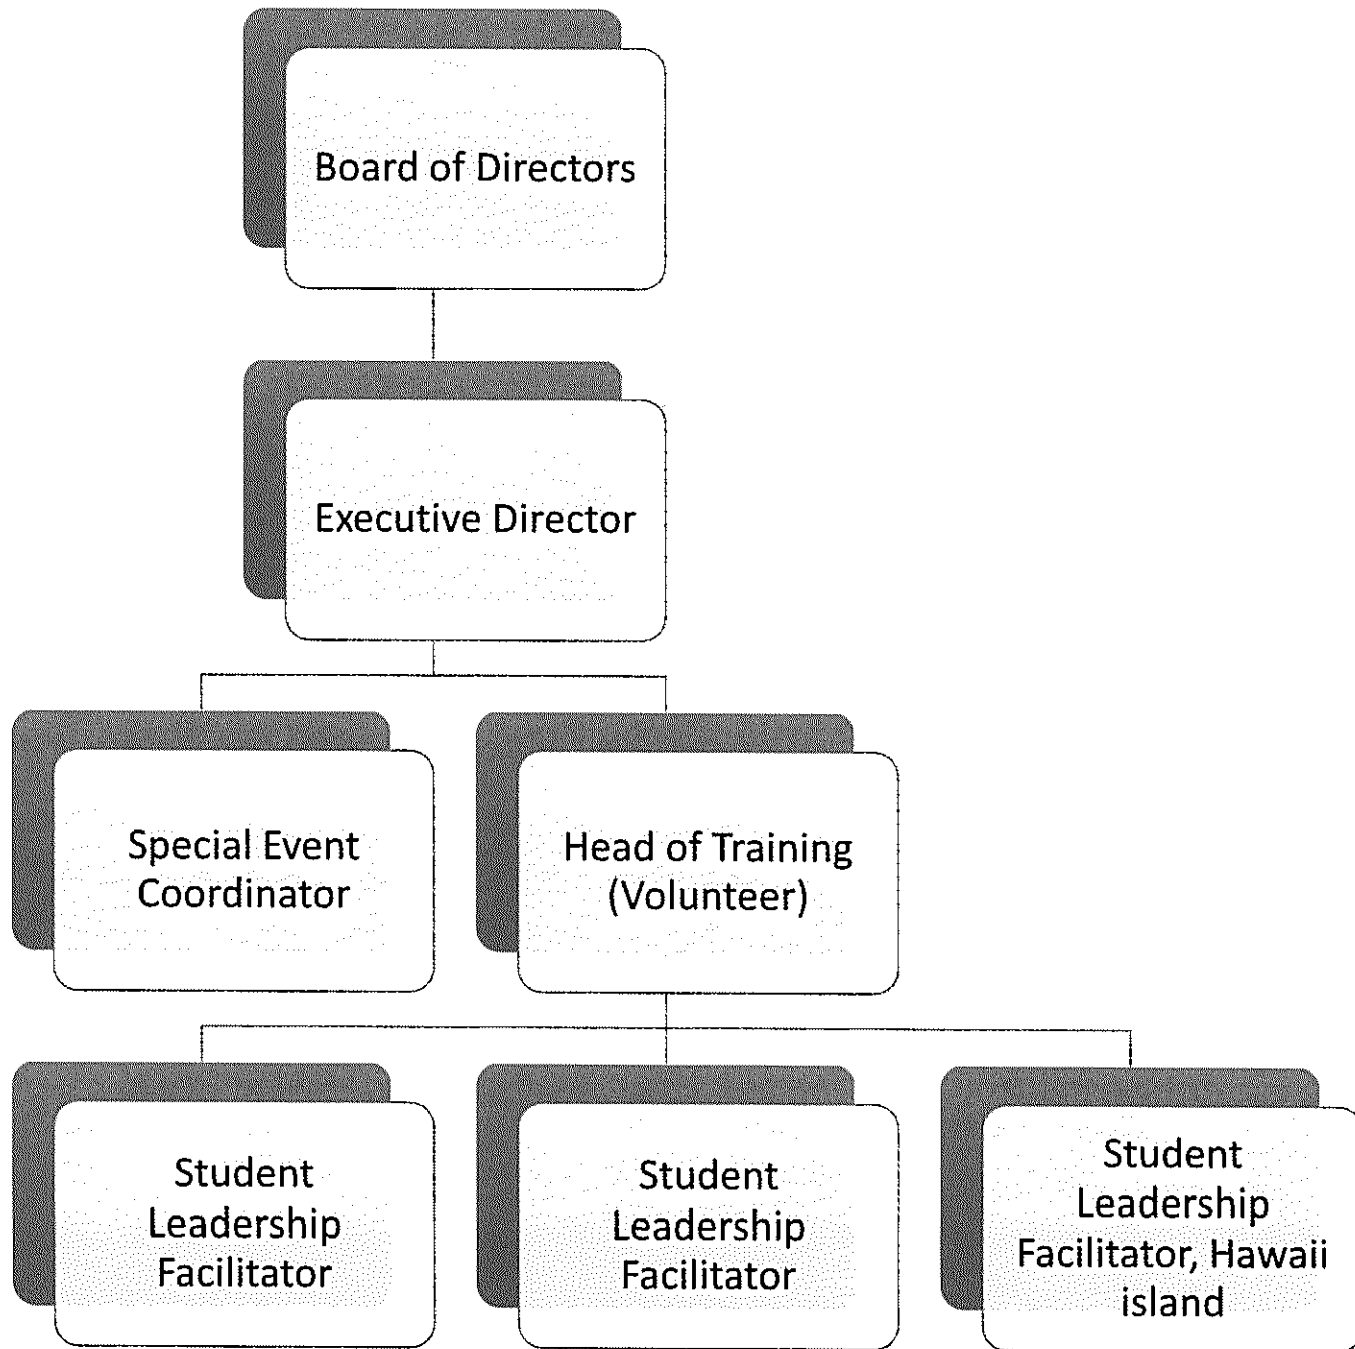 Board of Directors
Executive Director
Special Event
Coordinator
Head of Training
(Volunteer)
Student
Leadership
Facilitator
Student
Leadership
Facilitator
Student
Leadership
Facilitator, Hawaii
island